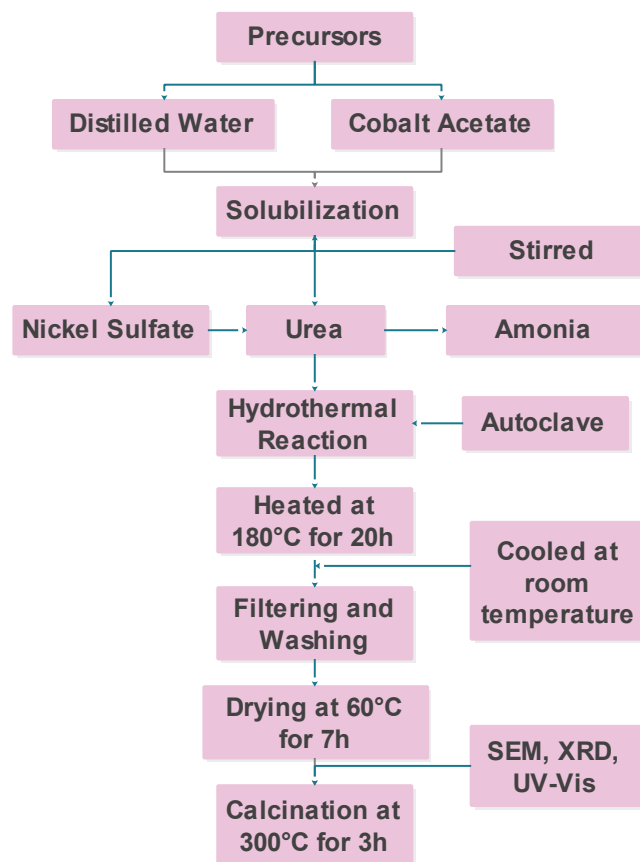 Precursors
Distilled Water
Cobalt Acetate
Solubilization
Stirred
Nickel Sulfate
Urea
Amonia
Hydrothermal
Reaction
Autoclave
Heated at
180°C for 20h
Cooled at
room
temperature
Filtering and
Washing
Drying at 60°C
for 7h
SEM, XRD,
UV-Vis
Calcination at
300°C for 3h